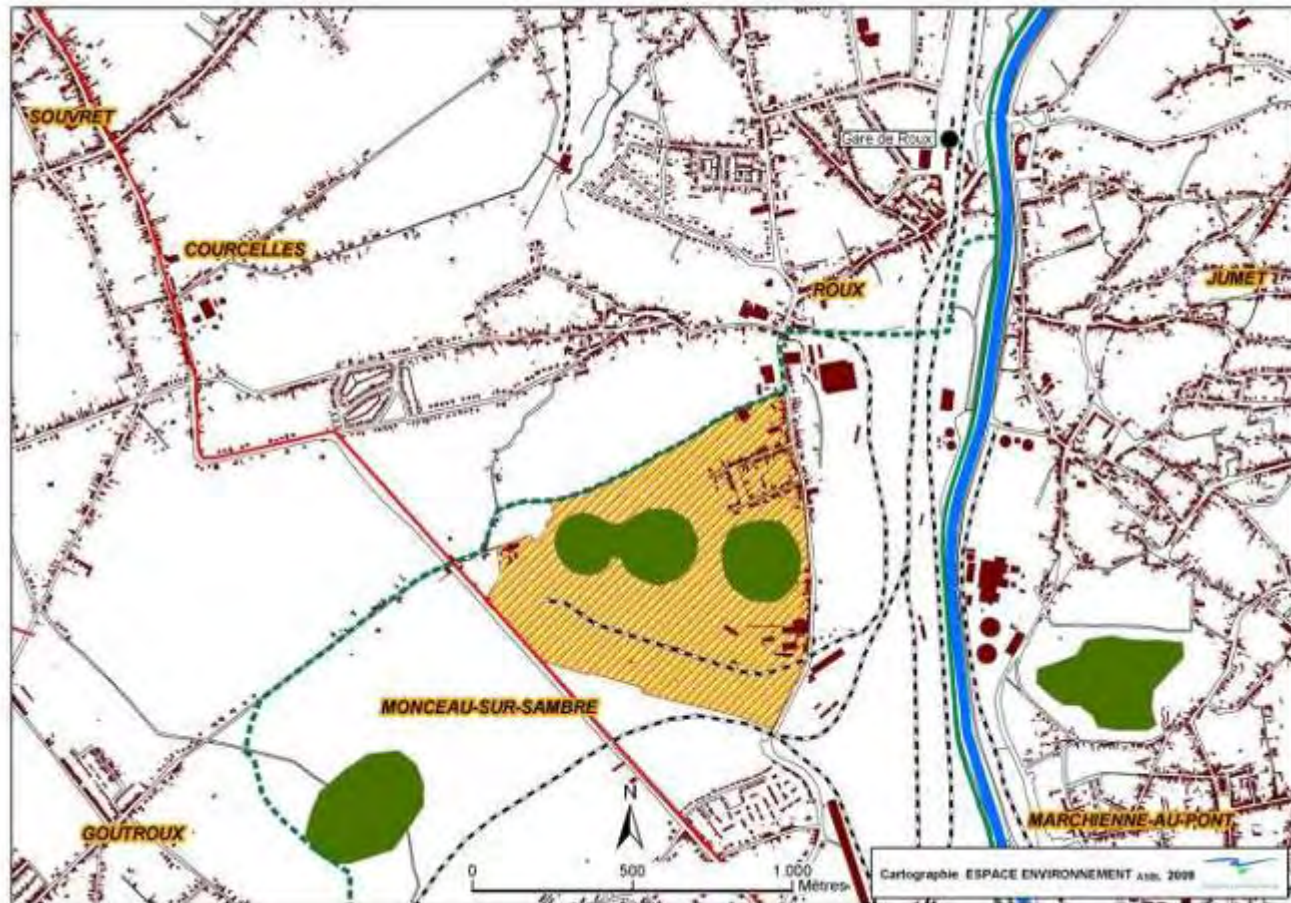 SOUVRET
Gare de Roux
COURCELLES
JUMET
ROUX
MONCEAU-SUR-SAMBRE
GOUTROUX
MARCHIENNE-AU-PONT
N
0 500 1.000
Mètres
Cartographie ESPACE ENVIRONNEMENT ASBL 2009